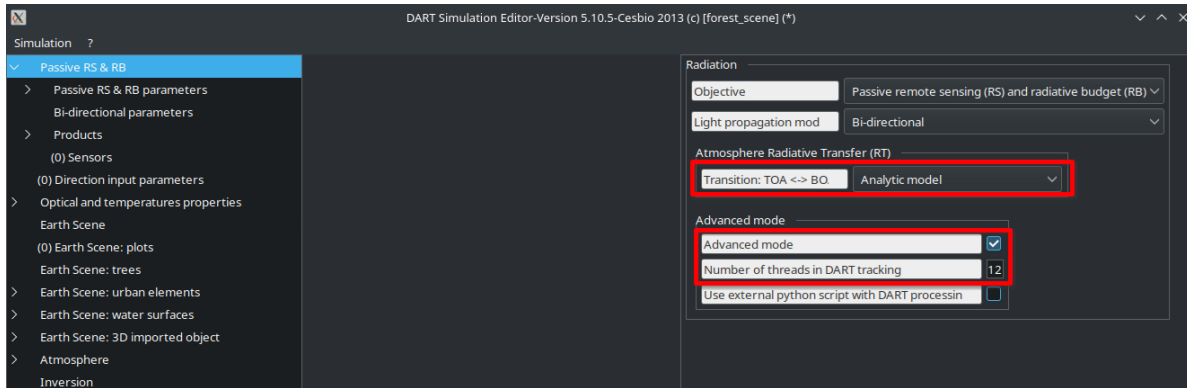 DART Simulation Editor-Version 5.10.5-Cesbio 2013 (c) [forest_scene] (*)
Simulation ?
Passive RS & RB
Passive RS & RB parameters
Bi-directional parameters
Products
(0) Sensors
(0) Direction input parameters
Optical and temperatures properties
Earth Scene
(0) Earth Scene: plots
Earth Scene: trees
Earth Scene: urban elements
Earth Scene: water surfaces
Earth Scene: 3D imported object
Atmosphere
Inversion
Radiation
Objective Passive remote sensing (RS) and radiative budget (RB)
Light propagation mod Bi-directional
Atmosphere Radiative Transfer (RT)
Transition: TOA <-> BO. Analytic model
Advanced mode
Advanced mode
Number of threads in DART tracking 12
Use external python script with DART processin